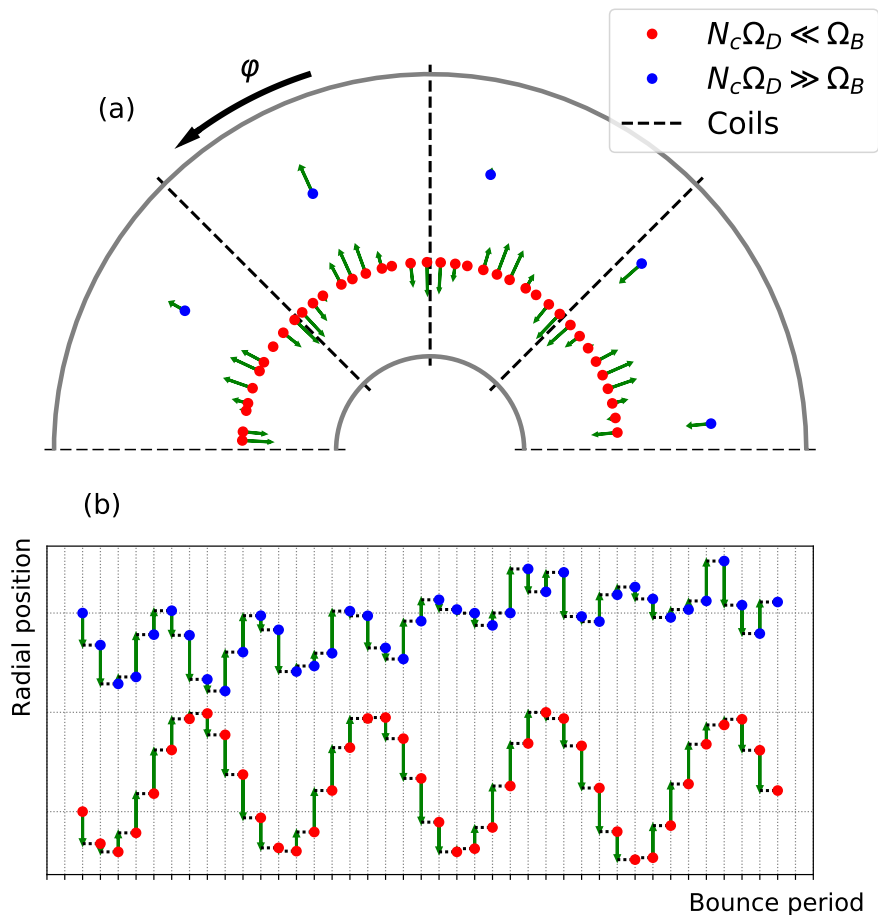 φ
(a)
N_cΩ_D ≪ Ω_B
N_cΩ_D ≫ Ω_B
Coils
(b)
Radial position
Bounce period